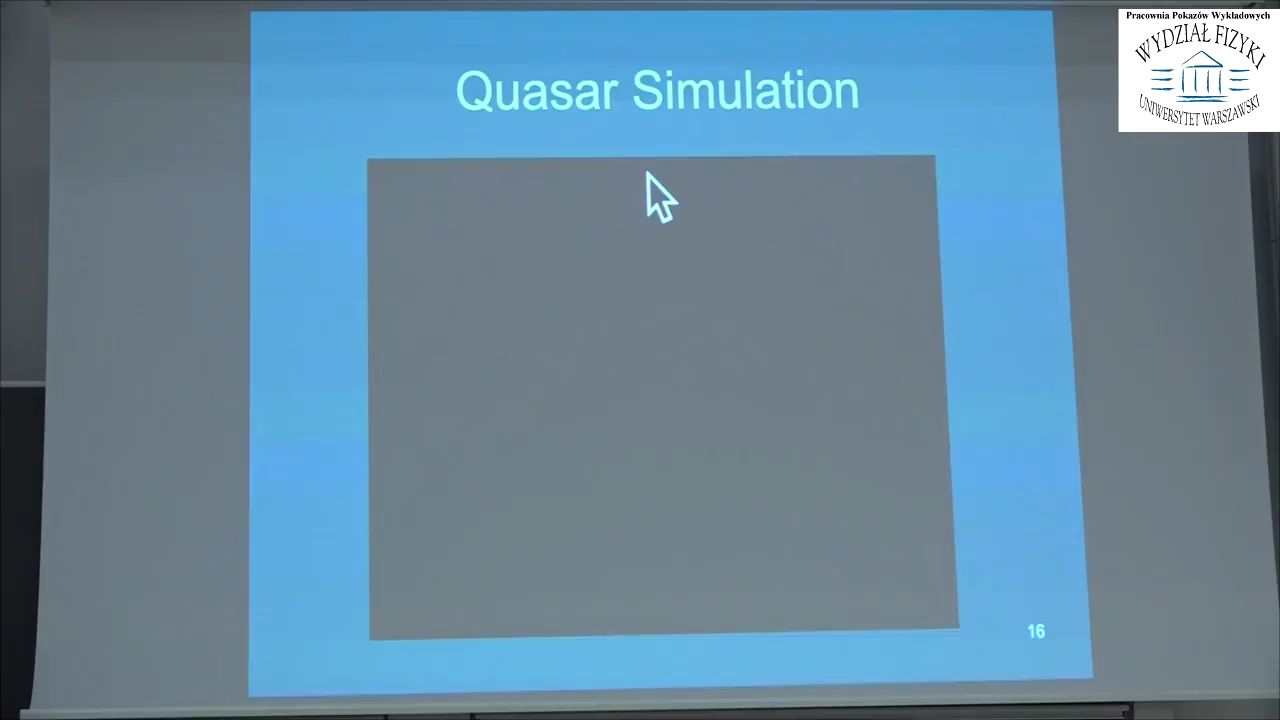 Pracownia Pokazów Wykładowych
WYDZIAŁ FIZYKI
UNIWERSYTET WARSZAWSKI
Quasar Simulation
16